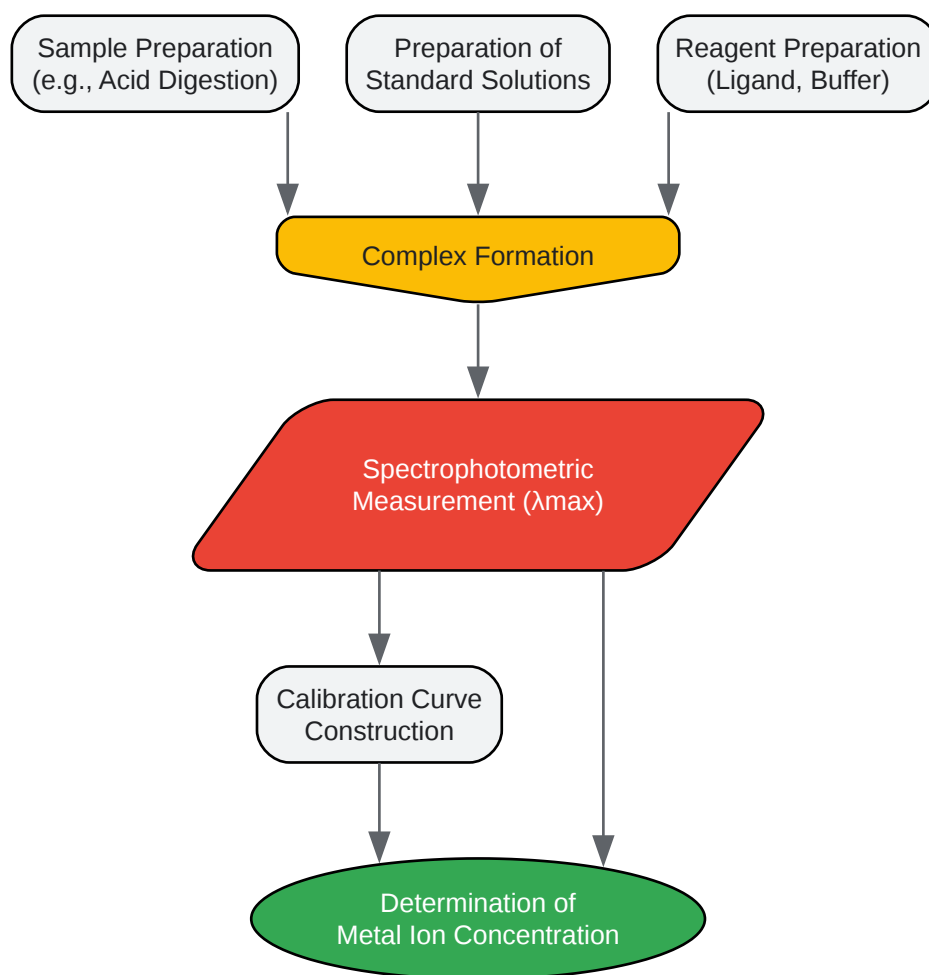 Sample Preparation
(e.g., Acid Digestion)
Preparation of
Standard Solutions
Reagent Preparation
(Ligand, Buffer)
Complex Formation
Spectrophotometric
Measurement (λmax)
Calibration Curve
Construction
Determination of
Metal Ion Concentration